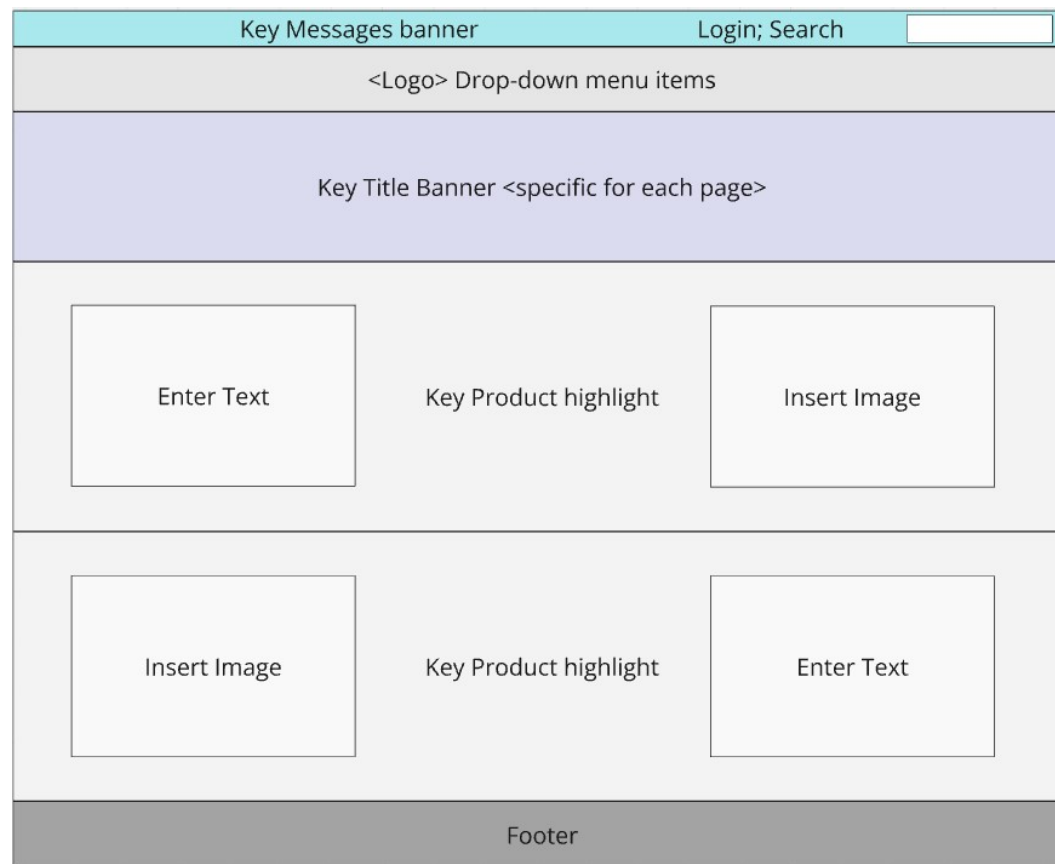 Key Messages banner Login; Search
<Logo> Drop-down menu items
Key Title Banner <specific for each page>
Enter Text Key Product highlight Insert Image
Insert Image Key Product highlight Enter Text
Footer